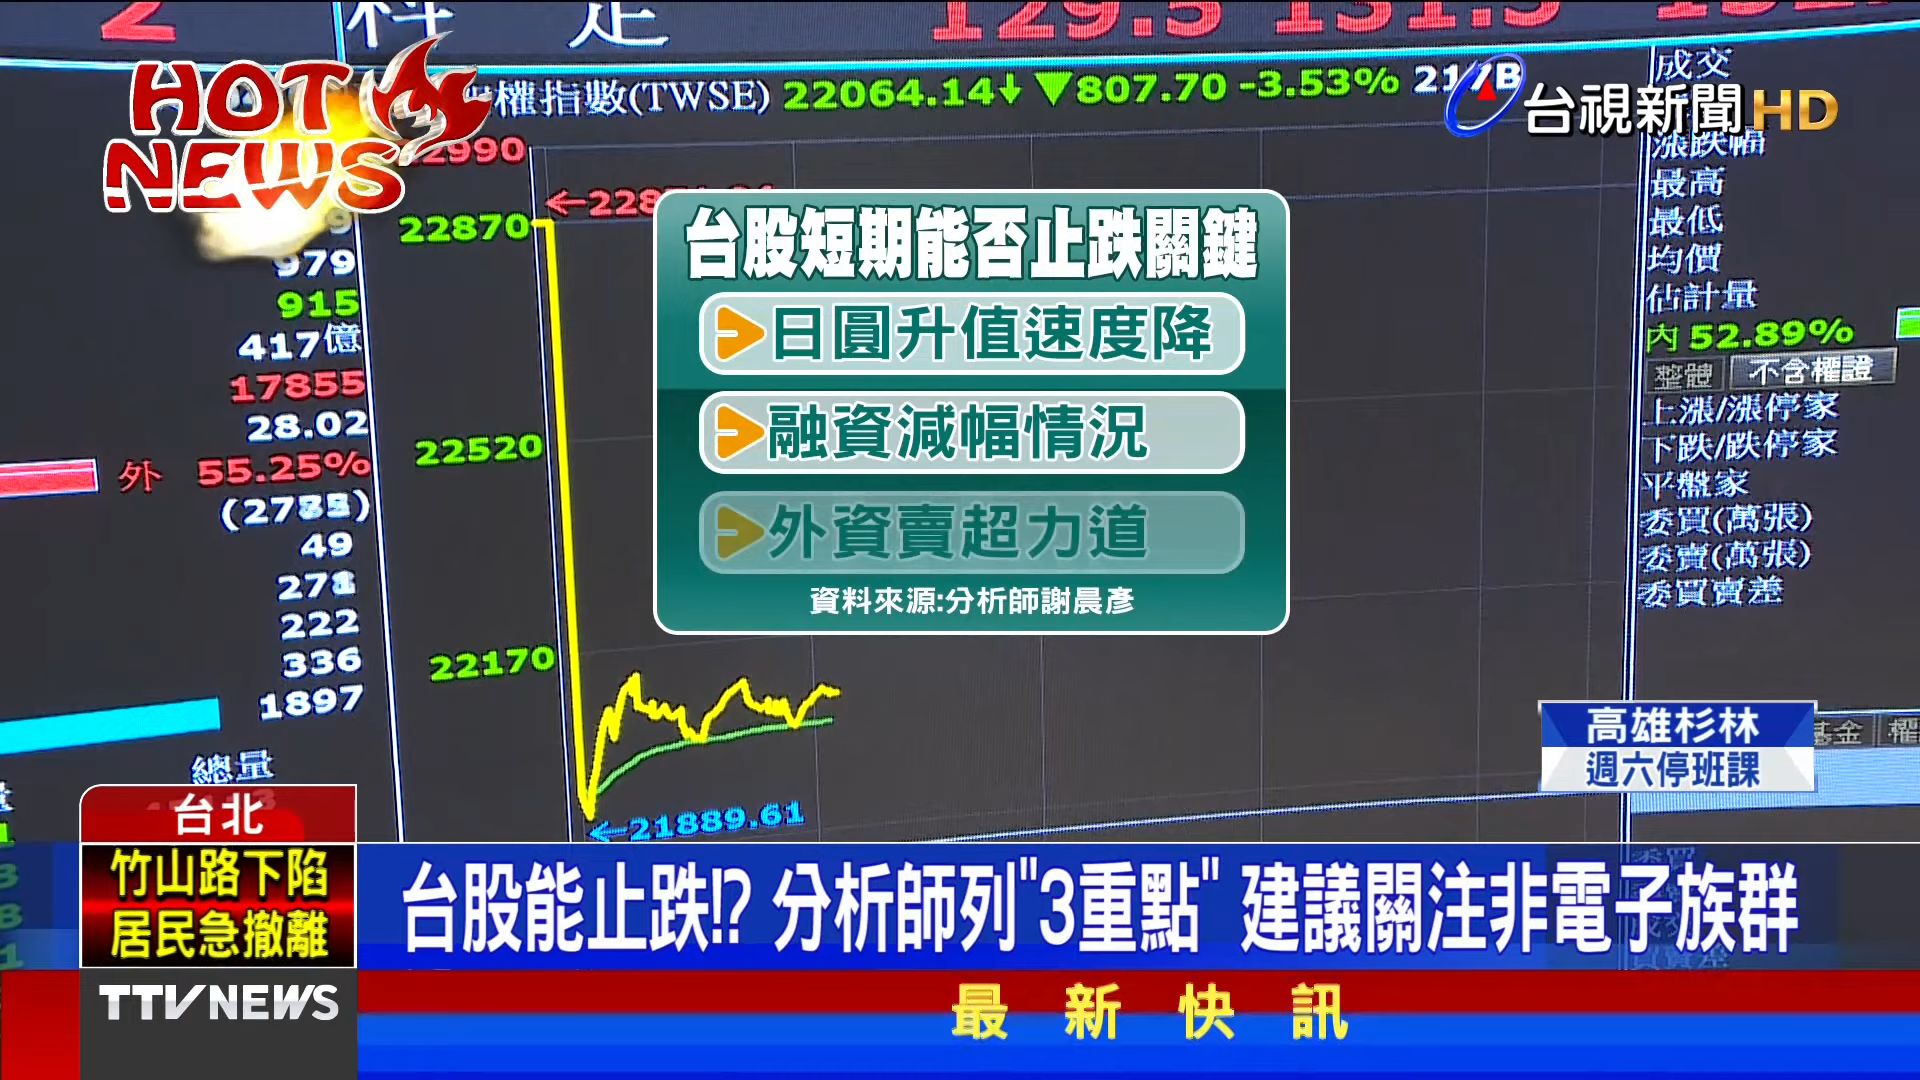 科 定 129.5 131.5
HOT
NEWS
權指數(TWSE) 22064.14↓ ▼807.70 -3.53%
台視新聞HD
22870
22520
22170
←21889.61
979
915
417億
17855
28.02
外 55.25%
49
222
336
1897
總量
成交
漲跌幅
最高
最低
均價
估計量
內 52.89%
整體 不含權證
上漲/漲停家
下跌/跌停家
平盤家
委買(萬張)
委賣(萬張)
委買賣差
台股短期能否止跌關鍵
日圓升值速度降
融資減幅情況
外資賣超力道
資料來源:分析師謝晨彥
高雄杉林
週六停班課
台北
竹山路下陷
居民急撤離
台股能止跌!? 分析師列"3重點" 建議關注非電子族群
TTV NEWS
最新快訊